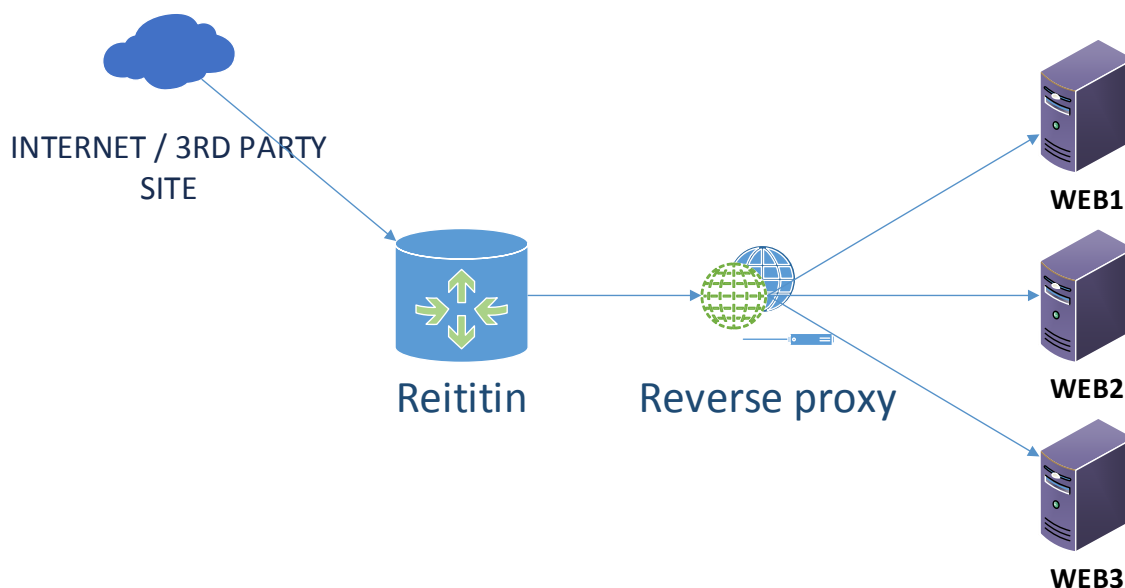 INTERNET / 3RD PARTY
SITE
Reititin
Reverse proxy
WEB1
WEB2
WEB3